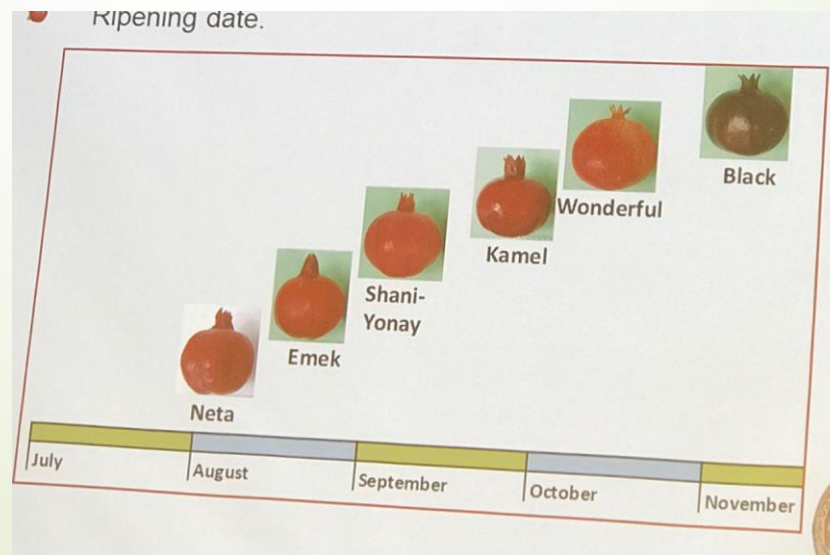 Ripening date.
Black
Wonderful
Kamel
Shani-
Yonay
Emek
Neta
July
August
September
October
November